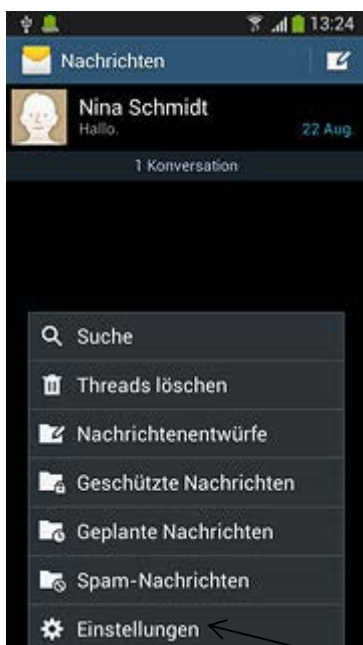 13:24
Nachrichten
Nina Schmidt
Hallo.
22 Aug.
1 Konversation
Suche
Threads löschen
Nachrichtenentwürfe
Geschützte Nachrichten
Geplante Nachrichten
Spam-Nachrichten
Einstellungen